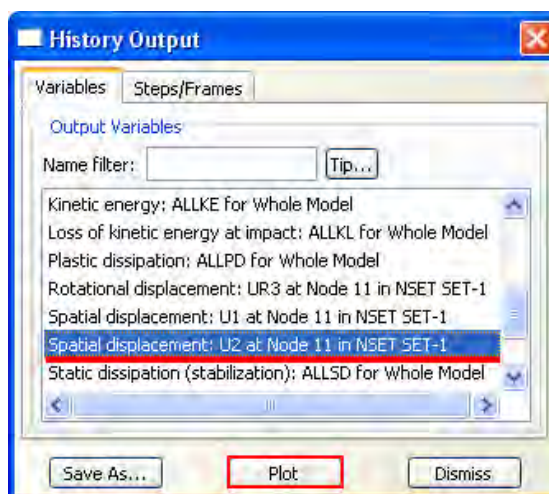 History Output
Variables Steps/Frames
Output Variables
Name filter: Tip...
Kinetic energy: ALLKE for Whole Model
Loss of kinetic energy at impact: ALLKL for Whole Model
Plastic dissipation: ALLPD for Whole Model
Rotational displacement: UR3 at Node 11 in NSET SET-1
Spatial displacement: U1 at Node 11 in NSET SET-1
Spatial displacement: U2 at Node 11 in NSET SET-1
Static dissipation (stabilization): ALLSD for Whole Model
Save As... Plot Dismiss